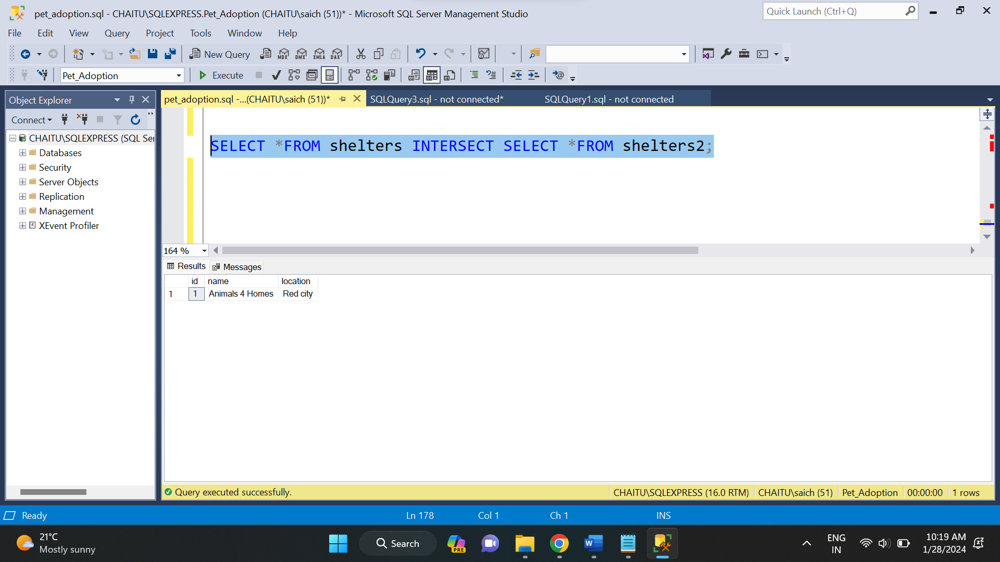 pet_adoption.sql - CHAITU\SQLEXPRESS.Pet_Adoption (CHAITU\saich (51))* - Microsoft SQL Server Management Studio
Quick Launch (Ctrl+Q)
File Edit View Query Project Tools Window Help
New Query MDX DMX XMLA DAX
Pet_Adoption Execute
Object Explorer
pet_adoption.sql -...(CHAITU\saich (51))* SQLQuery3.sql - not connected* SQLQuery1.sql - not connected
Connect
CHAITU\SQLEXPRESS (SQL Ser
Databases
Security
Server Objects
Replication
Management
XEvent Profiler
SELECT *FROM shelters INTERSECT SELECT *FROM shelters2;
164 %
Results Messages
id name location
1 1 Animals 4 Homes Red city
Query executed successfully. CHAITU\SQLEXPRESS (16.0 RTM) CHAITU\saich (51) Pet_Adoption 00:00:00 1 rows
Ready Ln 178 Col 1 Ch 1 INS
21°C
Mostly sunny
Search
PRE
W
ENG
IN
10:19 AM
1/28/2024